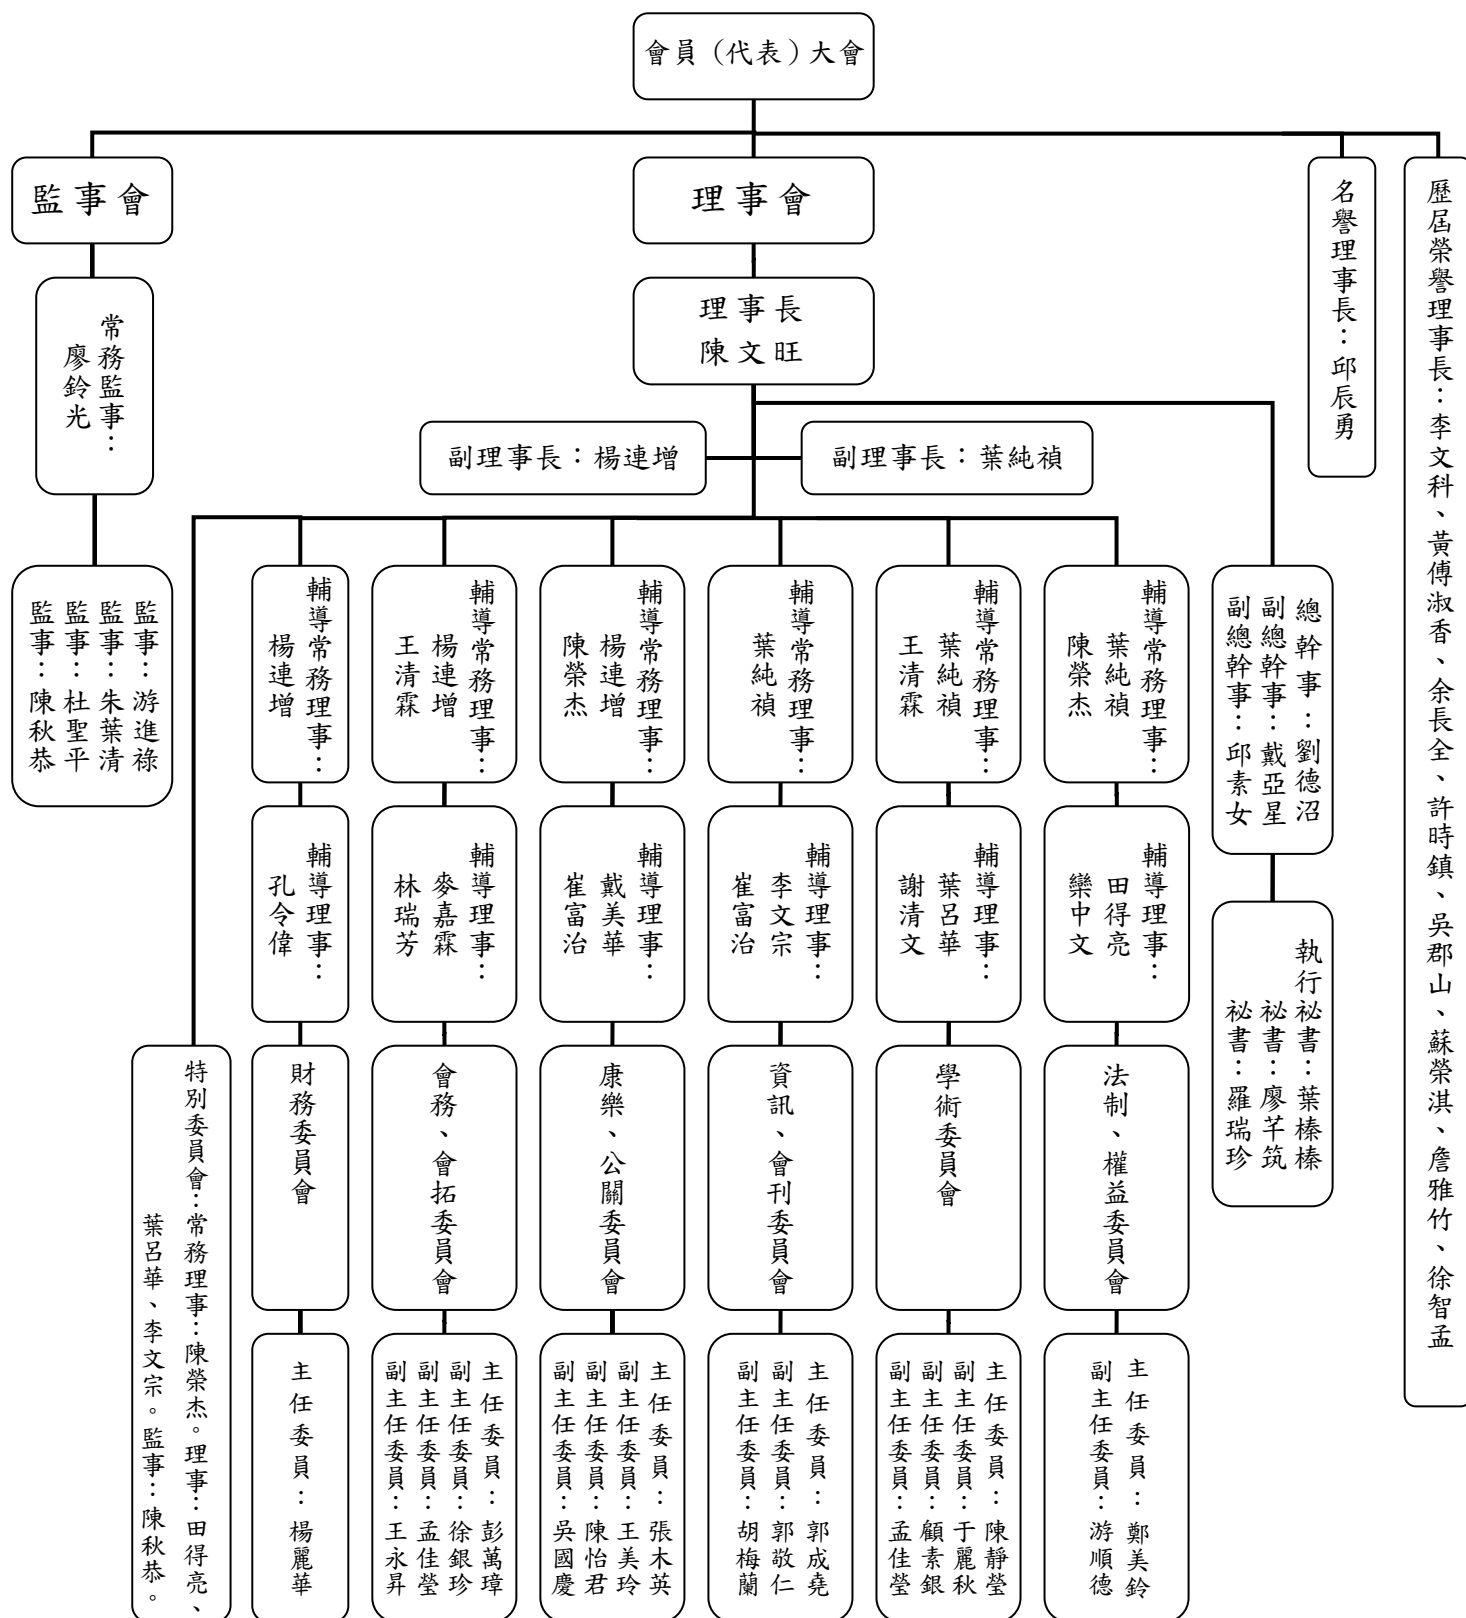 會員（代表）大會
監事會
理事會
名譽理事長：邱辰勇
歷屆榮譽理事長：李文科、黃傅淑香、余長全、許時鎮、吳郡山、蘇榮淇、詹雅竹、徐智孟
常務監事：
廖鈴光
理事長
陳文旺
副理事長：楊連增
副理事長：葉純禎
監事：游進祿
監事：朱葉清
監事：杜聖平
監事：陳秋恭
輔導常務理事：
楊連增
輔導常務理事：
楊連增
王清霖
輔導常務理事：
楊連增
陳榮杰
輔導常務理事：
葉純禎
輔導常務理事：
葉純禎
王清霖
輔導常務理事：
葉純禎
陳榮杰
總幹事：劉德沼
副總幹事：戴亞星
副總幹事：邱素女
輔導理事：
孔令偉
輔導理事：
麥嘉霖
林瑞芳
輔導理事：
戴美華
崔富治
輔導理事：
李文宗
崔富治
輔導理事：
葉呂華
謝清文
輔導理事：
田得亮
欒中文
執行祕書：葉榛榛
祕書：廖芊筑
祕書：羅瑞珍
特別委員會：常務理事：陳榮杰。理事：田得亮、
葉呂華、李文宗。監事：陳秋恭。
財務委員會
會務、會拓委員會
康樂、公關委員會
資訊、會刊委員會
學術委員會
法制、權益委員會
主任委員：楊麗華
主任委員：彭萬璋
副主任委員：徐銀珍
副主任委員：孟佳瑩
副主任委員：王永昇
主任委員：張木英
副主任委員：王美玲
副主任委員：陳怡君
副主任委員：吳國慶
主任委員：郭成堯
副主任委員：郭敬仁
副主任委員：胡梅蘭
主任委員：陳靜瑩
副主任委員：于麗秋
副主任委員：顧素銀
副主任委員：孟佳瑩
主任委員：鄭美鈴
副主任委員：游順德